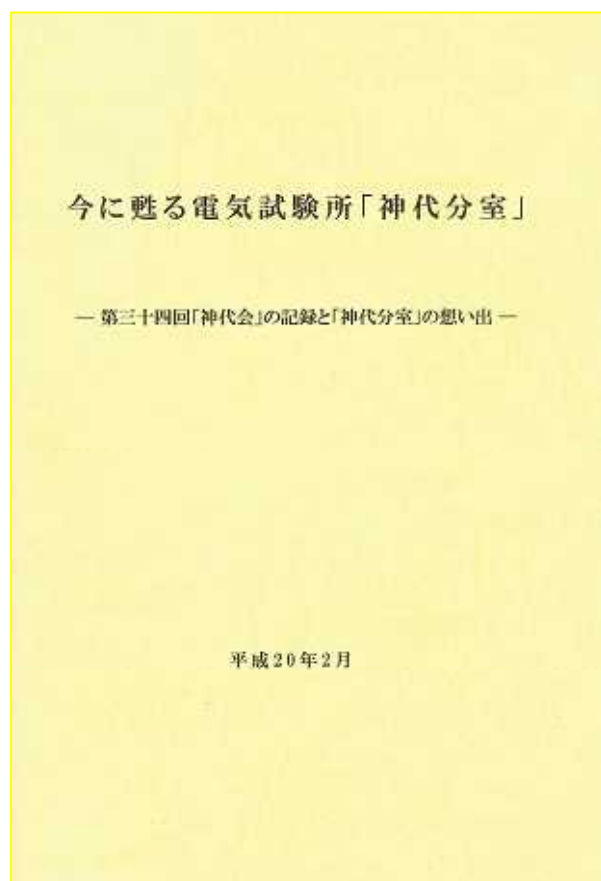 今に甦る電気試験所「神代分室」
― 第三十四回「神代会」の記録と「神代分室」の想い出 ―
平成20年2月